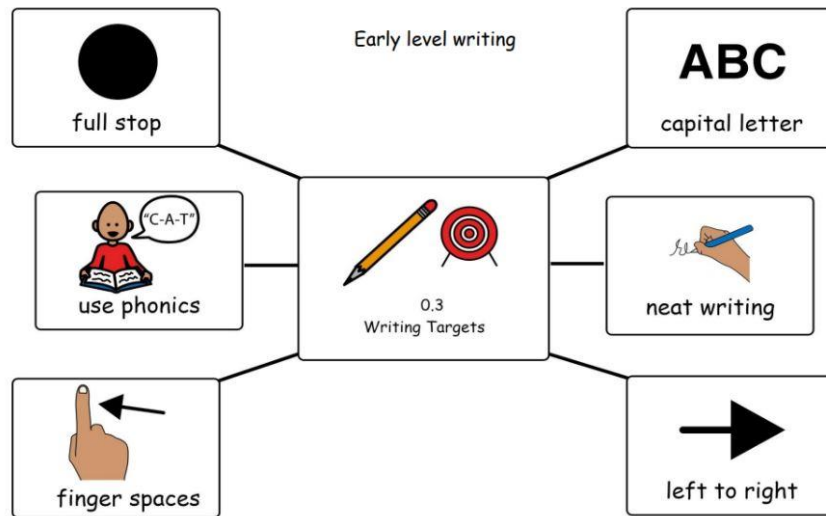 Early level writing
full stop
ABC
capital letter
"C-A-T"
use phonics
0.3
Writing Targets
neat writing
finger spaces
left to right